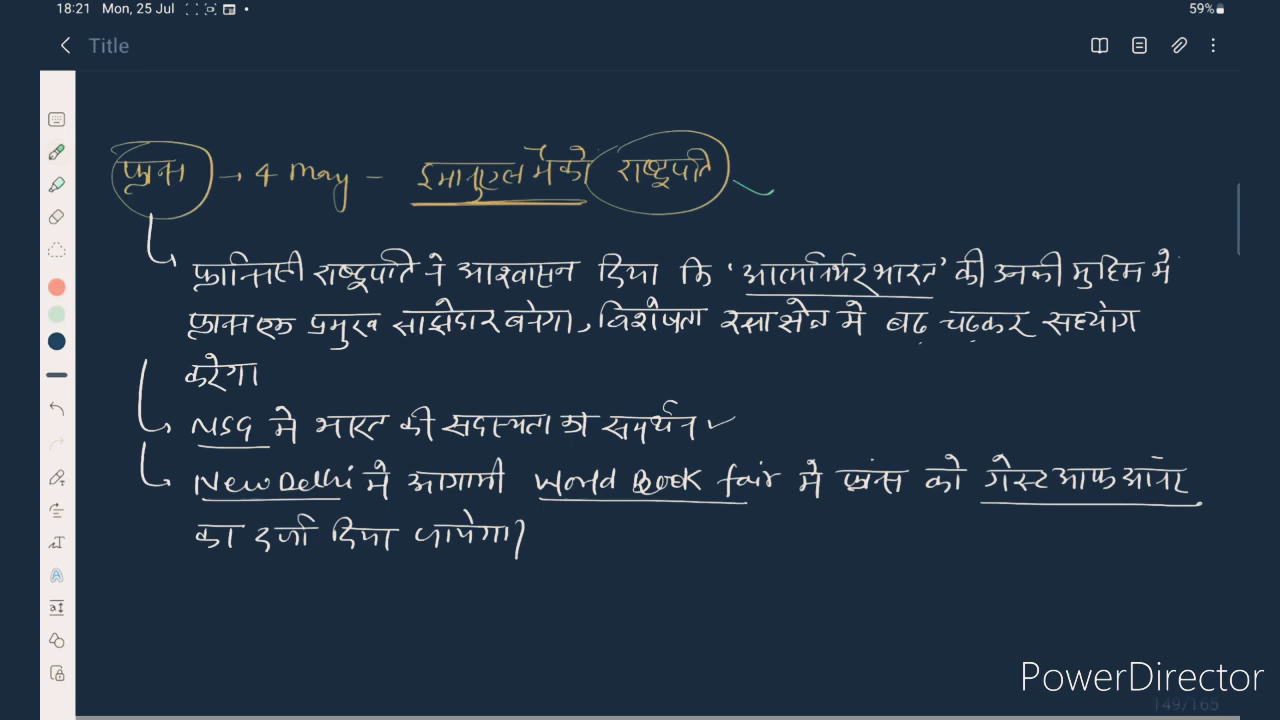 18:21 Mon, 25 Jul
59%
Title
फ्रान्स → 4 May - इमानुएल मैक्रो राष्ट्रपति
फ्रान्सिसी राष्ट्रपति ने आश्वासन दिया कि 'आत्मनिर्भर भारत' की उनकी मुहिम मे
फ्रान्स एक प्रमुख साझेदार बनेगा, विशेषता रक्षा क्षेत्र मे बढ़ चढ़कर सहयोग
करेगा
NSG मे भारत की सदस्यता का समर्थन
New Delhi मे आगामी World Book fair मे फ्रांस को गेस्ट आफ ऑनर
का दर्जा दिया जायेगा।
PowerDirector
149/165